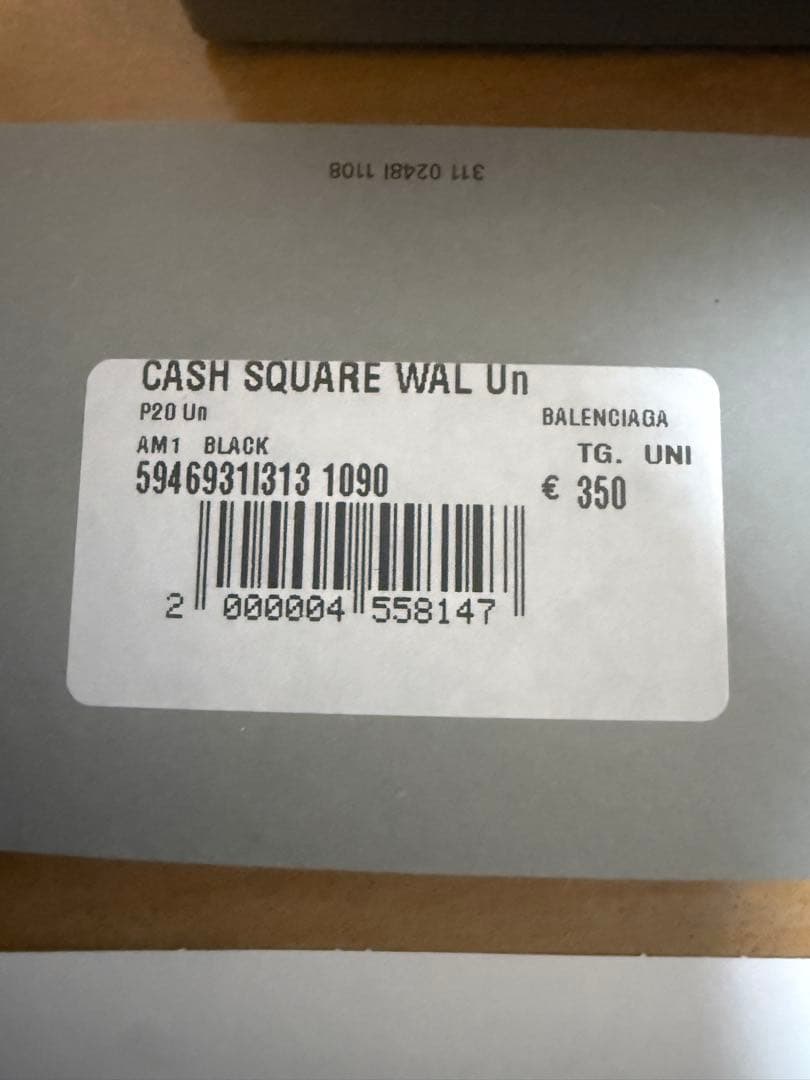 311 02481 1108
CASH SQUARE WAL Un
P20 Un
BALENCIAGA
AM1 BLACK
TG. UNI
5946931I313 1090
€ 350
2 000004 558147